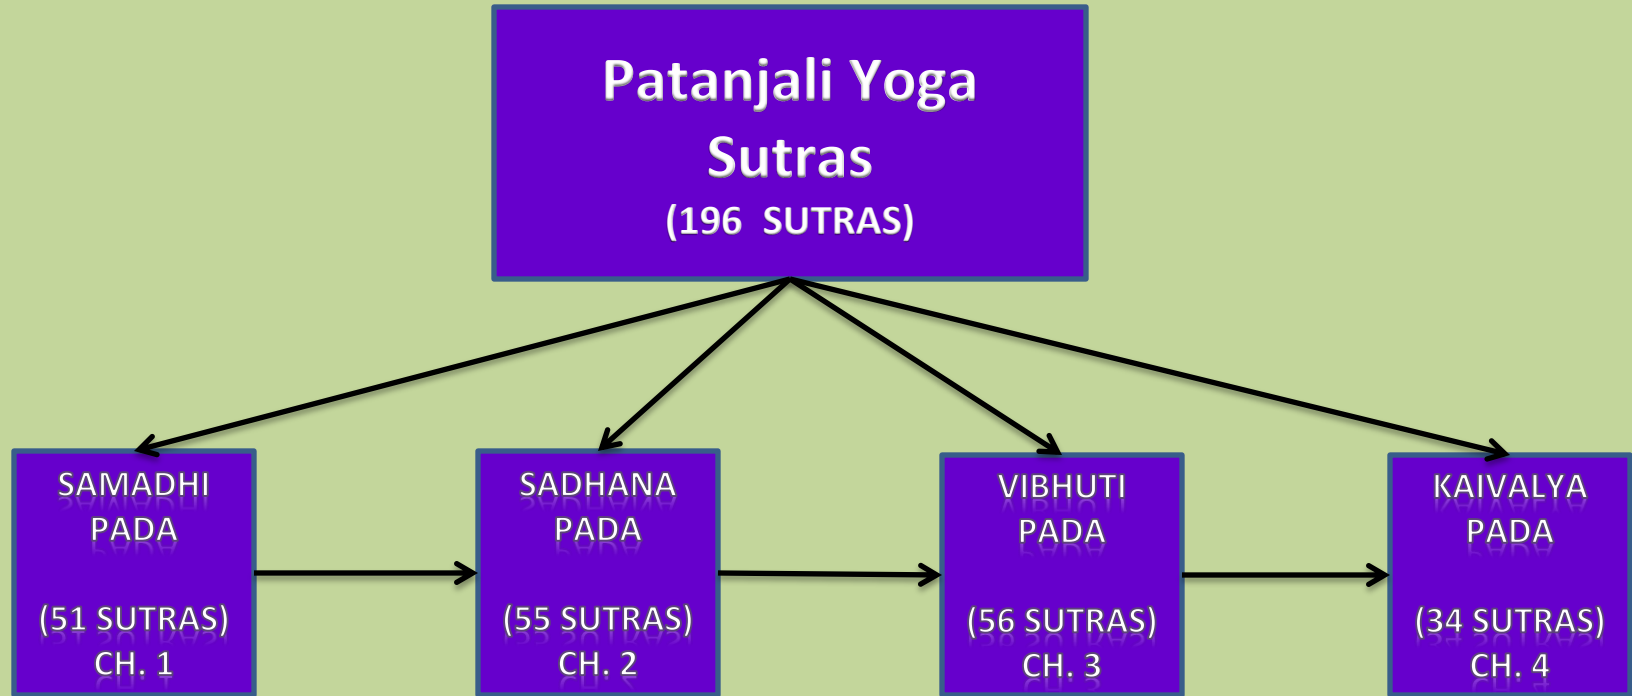 Patanjali Yoga
Sutras
(196 SUTRAS)
SAMADHI
PADA
(51 SUTRAS)
CH. 1
SADHANA
PADA
(55 SUTRAS)
CH. 2
VIBHUTI
PADA
(56 SUTRAS)
CH. 3
KAIVALYA
PADA
(34 SUTRAS)
CH. 4